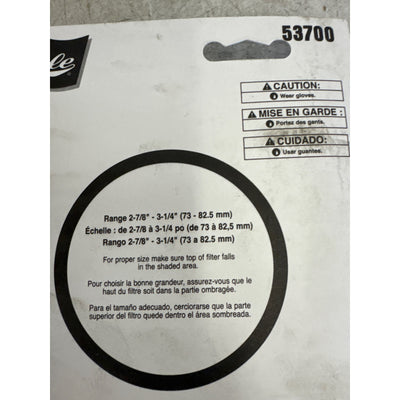 53700
le®
CAUTION:
Wear gloves.
MISE EN GARDE :
Portez des gants.
CUIDADO:
Usar guantes.
Range 2-7/8" - 3-1/4" (73 - 82.5 mm)
Échelle : de 2-7/8 à 3-1/4 po (de 73 à 82,5 mm)
Rango 2-7/8" - 3-1/4" (73 a 82.5 mm)
For proper size make sure top of filter falls
in the shaded area.
Pour choisir la bonne grandeur, assurez-vous que le
haut du filtre soit dans la partie ombragée.
Para el tamaño adecuado, cerciorarse que la parte
superior del filtro quede dentro el área sombreada.